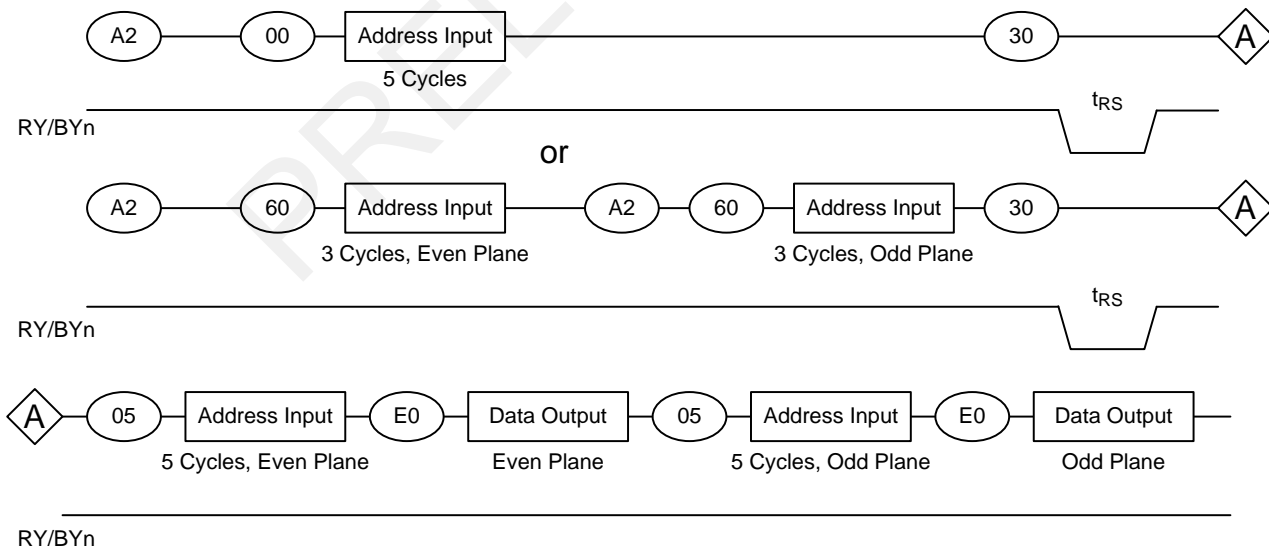 A2 00 Address Input 30 A
5 Cycles
tRS
RY/BYn
or
A2 60 Address Input A2 60 Address Input 30 A
3 Cycles, Even Plane 3 Cycles, Odd Plane
tRS
RY/BYn
A 05 Address Input E0 Data Output 05 Address Input E0 Data Output
5 Cycles, Even Plane Even Plane 5 Cycles, Odd Plane Odd Plane
RY/BYn